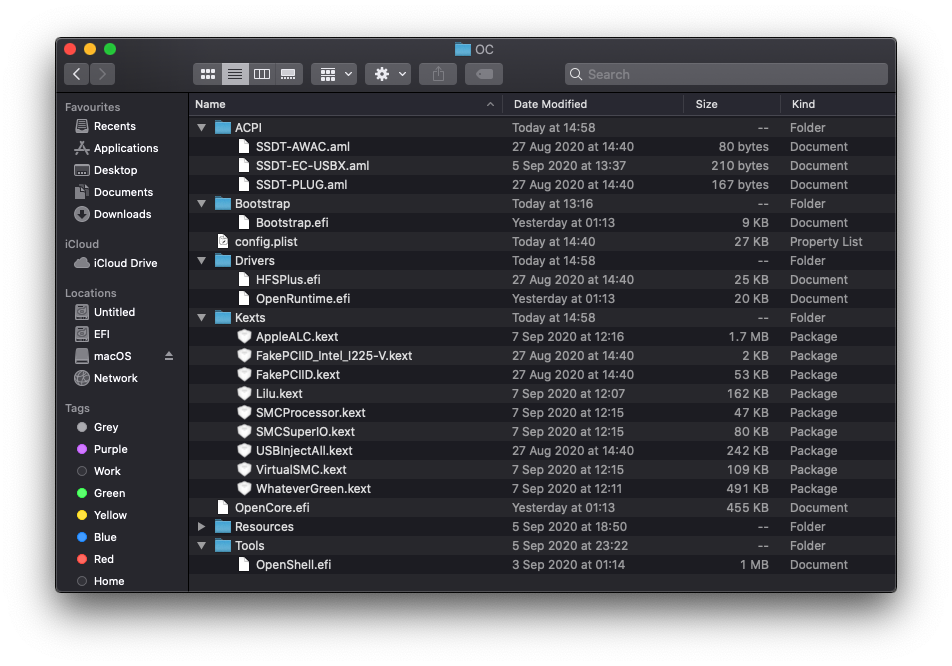 OC
Search
Favourites
Recents
Applications
Desktop
Documents
Downloads
iCloud
iCloud Drive
Locations
Untitled
EFI
macOS
Network
Tags
Grey
Purple
Work
Green
Yellow
Blue
Red
Home
Name Date Modified Size Kind
ACPI Today at 14:58 -- Folder
SSDT-AWAC.aml 27 Aug 2020 at 14:40 80 bytes Document
SSDT-EC-USBX.aml 5 Sep 2020 at 13:37 210 bytes Document
SSDT-PLUG.aml 27 Aug 2020 at 14:40 167 bytes Document
Bootstrap Today at 13:16 -- Folder
Bootstrap.efi Yesterday at 01:13 9 KB Document
config.plist Today at 14:40 27 KB Property List
Drivers Today at 14:58 -- Folder
HFSPlus.efi 27 Aug 2020 at 14:40 25 KB Document
OpenRuntime.efi Yesterday at 01:13 20 KB Document
Kexts Today at 14:58 -- Folder
AppleALC.kext 7 Sep 2020 at 12:16 1.7 MB Package
FakePCIID_Intel_I225-V.kext 27 Aug 2020 at 14:40 2 KB Package
FakePCIID.kext 27 Aug 2020 at 14:40 53 KB Package
Lilu.kext 7 Sep 2020 at 12:07 162 KB Package
SMCProcessor.kext 7 Sep 2020 at 12:15 47 KB Package
SMCSuperIO.kext 7 Sep 2020 at 12:15 80 KB Package
USBInjectAll.kext 27 Aug 2020 at 14:40 242 KB Package
VirtualSMC.kext 7 Sep 2020 at 12:15 109 KB Package
WhateverGreen.kext 7 Sep 2020 at 12:11 491 KB Package
OpenCore.efi Yesterday at 01:13 455 KB Document
Resources 5 Sep 2020 at 18:50 -- Folder
Tools 5 Sep 2020 at 23:22 -- Folder
OpenShell.efi 3 Sep 2020 at 01:14 1 MB Document